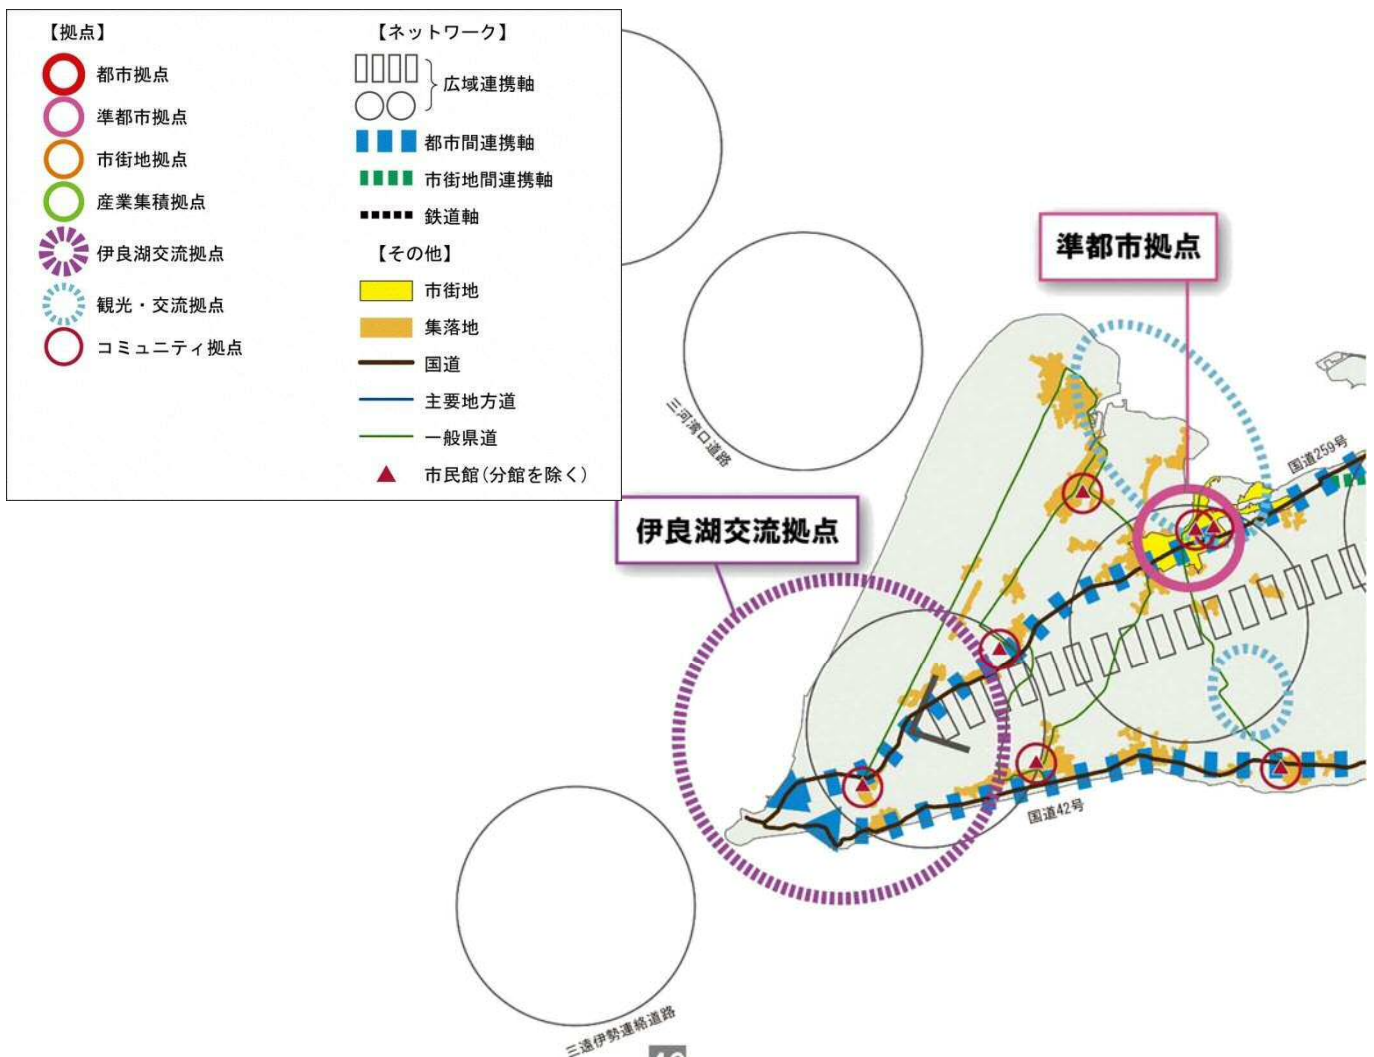 【拠点】
都市拠点
準都市拠点
市街地拠点
産業集積拠点
伊良湖交流拠点
観光・交流拠点
コミュニティ拠点
【ネットワーク】
広域連携軸
都市間連携軸
市街地間連携軸
鉄道軸
【その他】
市街地
集落地
国道
主要地方道
一般県道
市民館(分館を除く)
準都市拠点
三河湾口道路
国道259号
伊良湖交流拠点
国道42号
三遠伊勢連絡道路